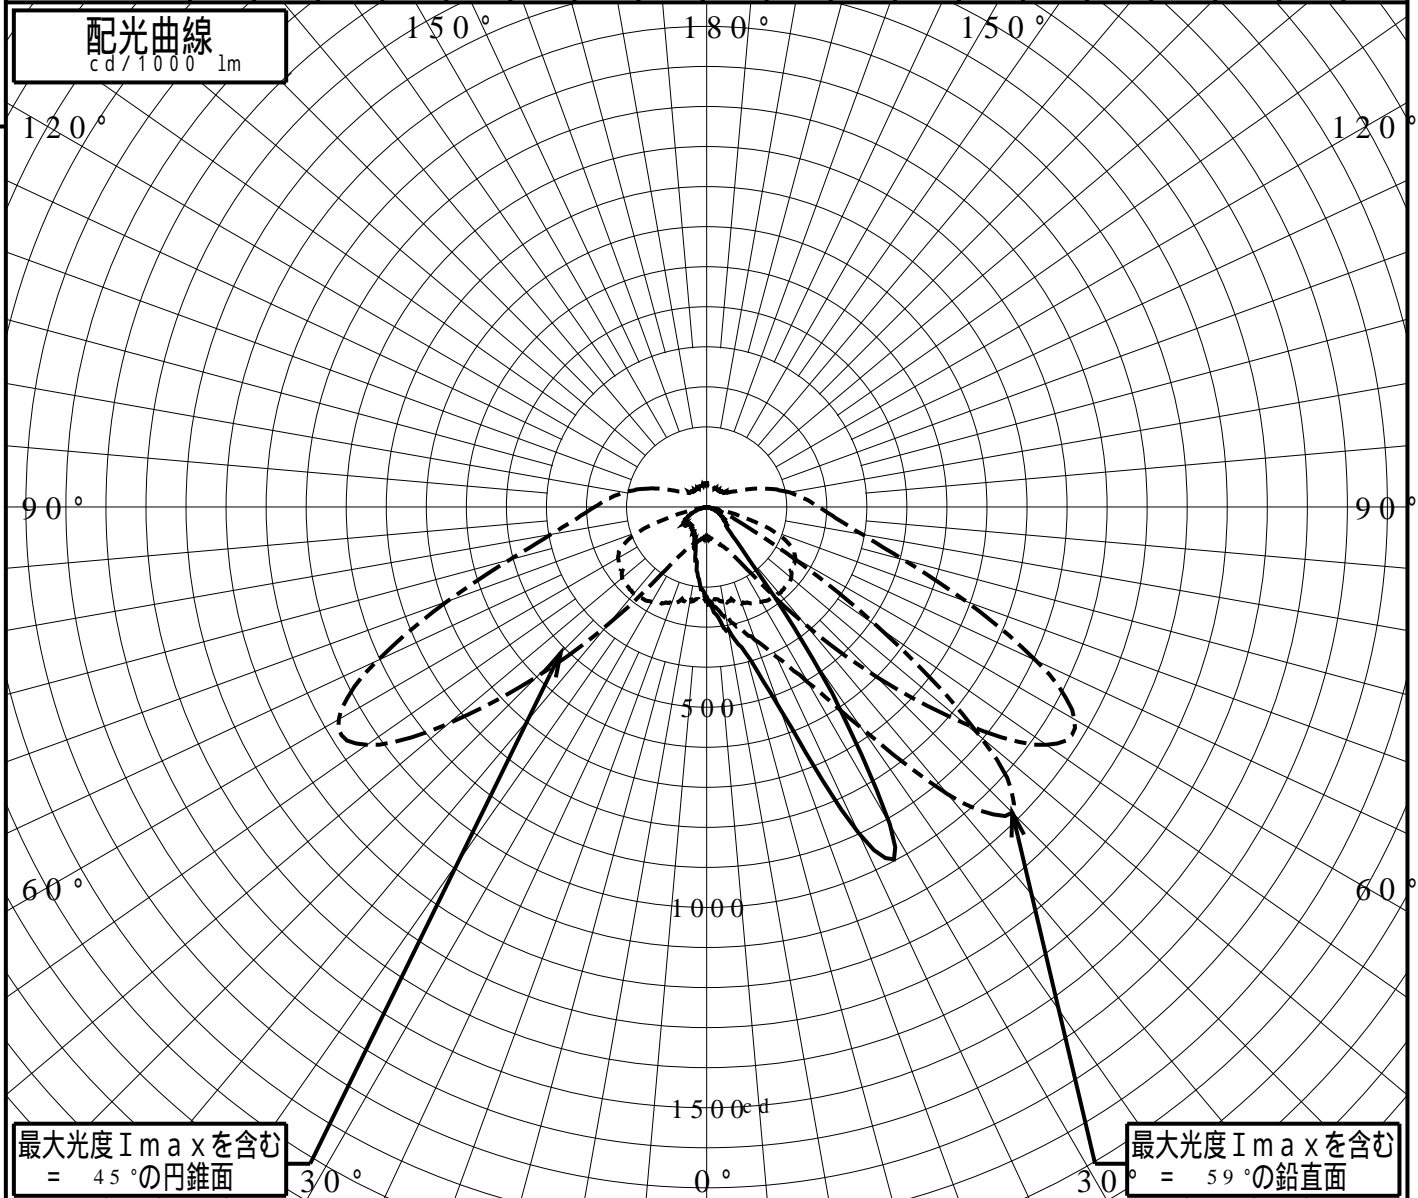 配光曲線
cd/1000 lm
150° 180° 150°
120° 120°
90° 90°
500
60° 60°
1000
1500cd
最大光度Imaxを含む
= 45°の円錐面
30° 0° 30°
最大光度Imaxを含む
= 59°の鉛直面